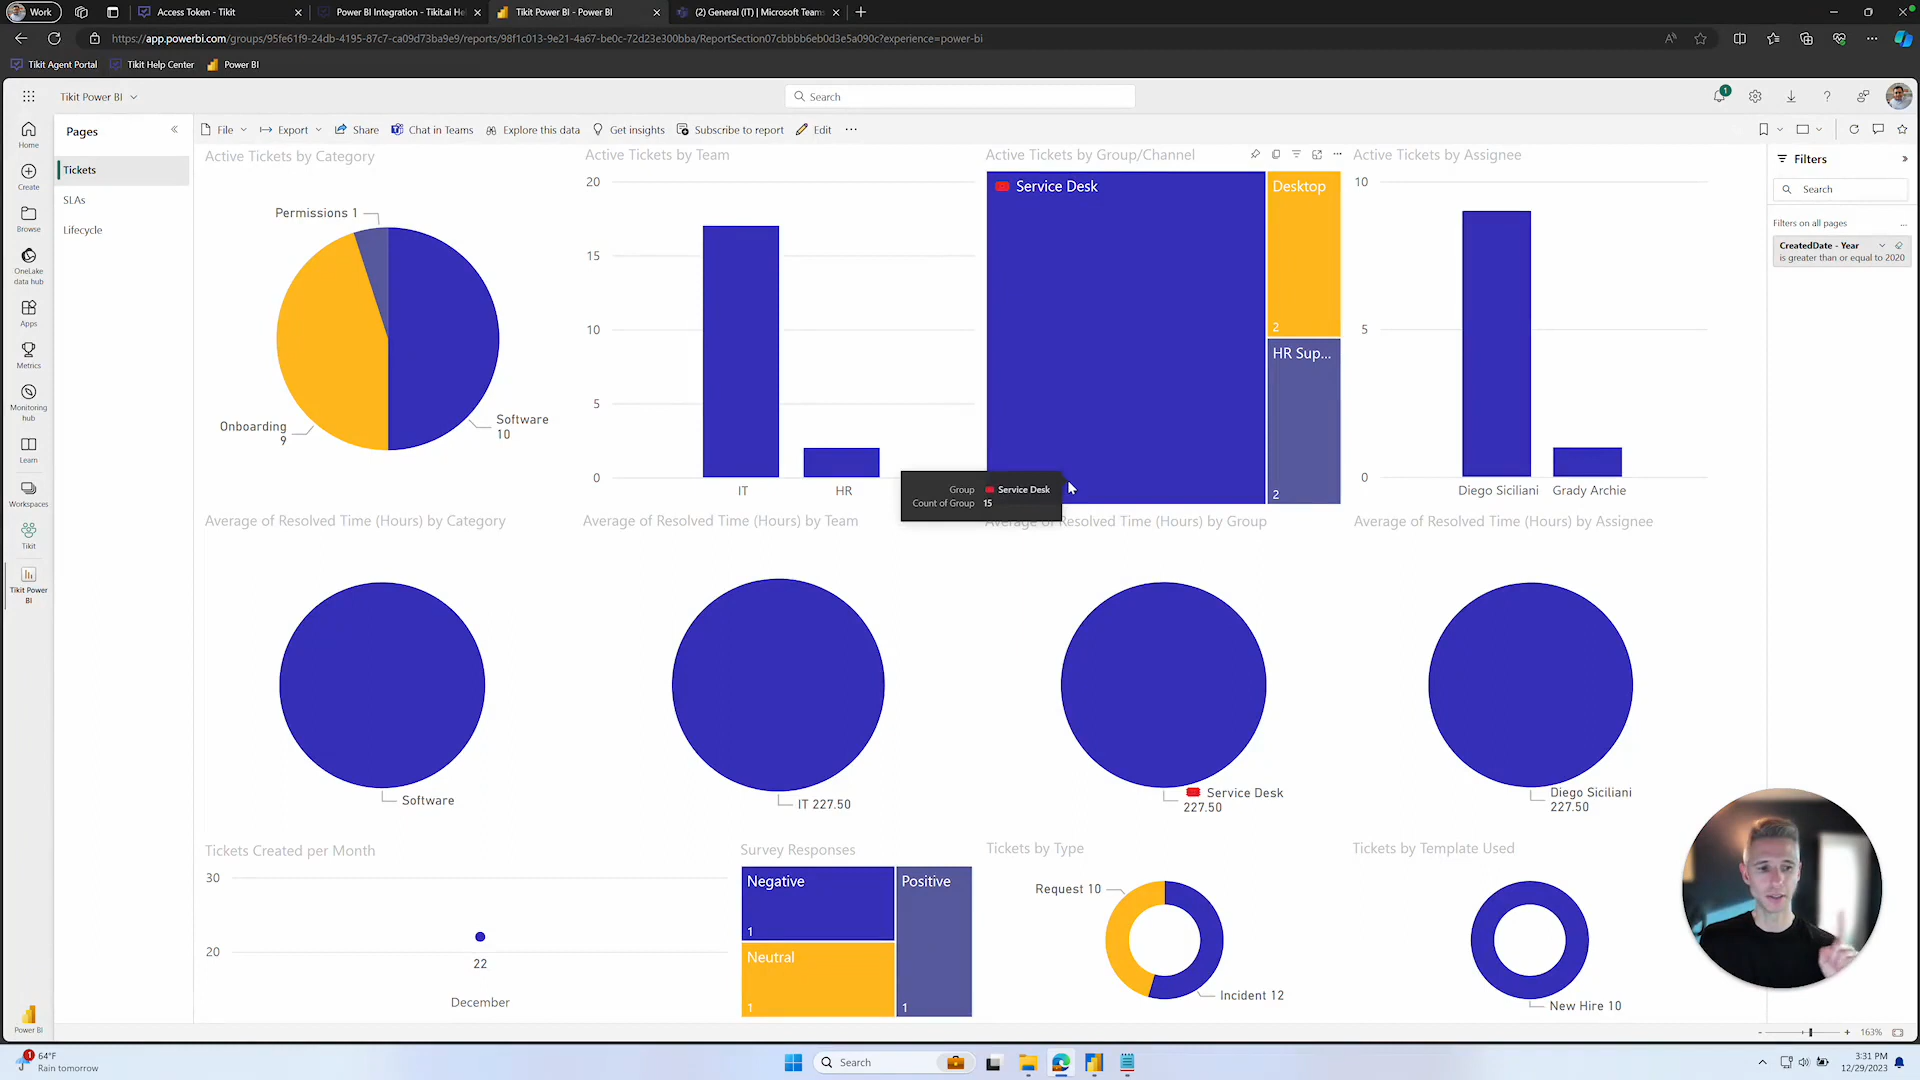 Work
Access Token - Tikit
Power BI Integration - Tikit.ai He
Tikit Power BI - Power BI
(2) General (IT) | Microsoft Teams
https://app.powerbi.com/groups/95fe61f9-24db-4195-87c7-ca09d73ba9e9/reports/98f1c013-9e21-4a67-be0c-72d23e300bba/ReportSection07cbbbb6eb0d3e5a090c?experience=power-bi
Tikit Agent Portal
Tikit Help Center
Power BI
Tikit Power BI
Search
1
Pages
File
Export
Share
Chat in Teams
Explore this data
Get insights
Subscribe to report
Edit
Home
Create
Browse
OneLake
data hub
Apps
Metrics
Monitoring
hub
Learn
Workspaces
Tikit
Tikit Power
BI
Power BI
Tickets
SLAs
Lifecycle
Active Tickets by Category
Permissions 1
Onboarding
9
Software
10
Active Tickets by Team
20
15
10
5
0
IT
HR
Active Tickets by Group/Channel
Service Desk
Desktop
2
HR Sup...
2
Group Service Desk
Count of Group 15
Active Tickets by Assignee
10
5
0
Diego Siciliani
Grady Archie
Filters
Search
Filters on all pages
CreatedDate - Year
is greater than or equal to 2020
Average of Resolved Time (Hours) by Category
Software
Average of Resolved Time (Hours) by Team
IT 227.50
Average of Resolved Time (Hours) by Group
Service Desk
227.50
Average of Resolved Time (Hours) by Assignee
Diego Siciliani
227.50
Tickets Created per Month
30
20
22
December
Survey Responses
Negative
1
Neutral
1
Positive
1
Tickets by Type
Request 10
Incident 12
Tickets by Template Used
New Hire 10
163%
1
64°F
Rain tomorrow
Search
3:31 PM
12/29/2023